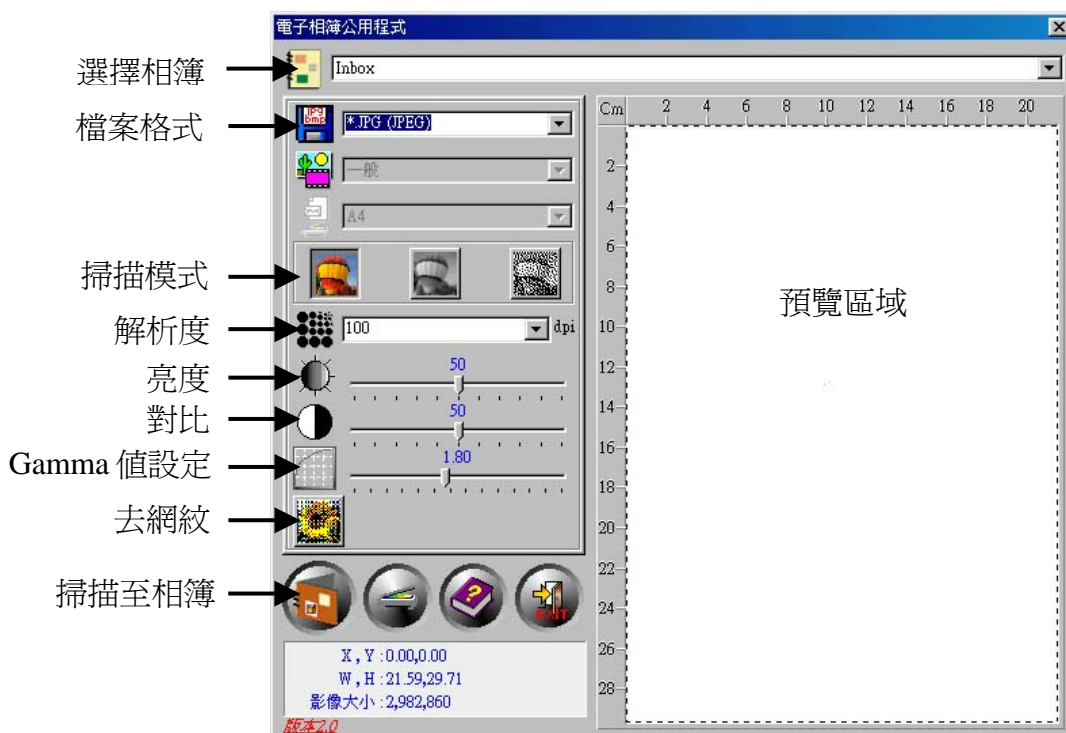 電子相簿公用程式
選擇相簿
Inbox
檔案格式
jpg
bmp
*.JPG (JPEG)
Cm 2 4 6 8 10 12 14 16 18 20
一般
A4
掃描模式
解析度
100 dpi
亮度
50
對比
50
Gamma 值設定
1.80
去網紋
掃描至相簿
EXIT
X , Y : 0.00,0.00
W , H : 21.59,29.71
影像大小 : 2,982,860
版本2.0
2
4
6
8
預覽區域
10
12
14
16
18
20
22
24
26
28